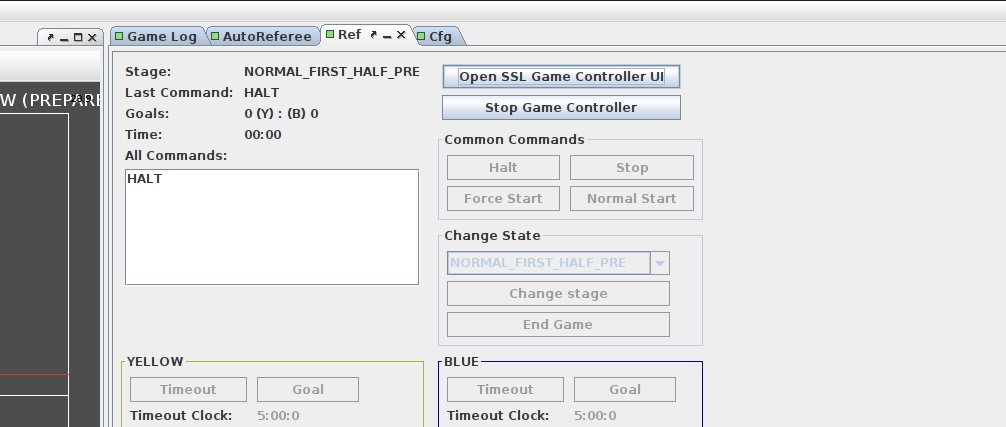 Game Log AutoReferee Ref Cfg
W (PREPARE
Stage: NORMAL_FIRST_HALF_PRE
Last Command: HALT
Goals: 0 (Y) : (B) 0
Time: 00:00
All Commands:
HALT
Open SSL Game Controller UI
Stop Game Controller
Common Commands
Halt Stop
Force Start Normal Start
Change State
NORMAL_FIRST_HALF_PRE
Change stage
End Game
YELLOW
Timeout Goal
Timeout Clock: 5:00:0
BLUE
Timeout Goal
Timeout Clock: 5:00:0